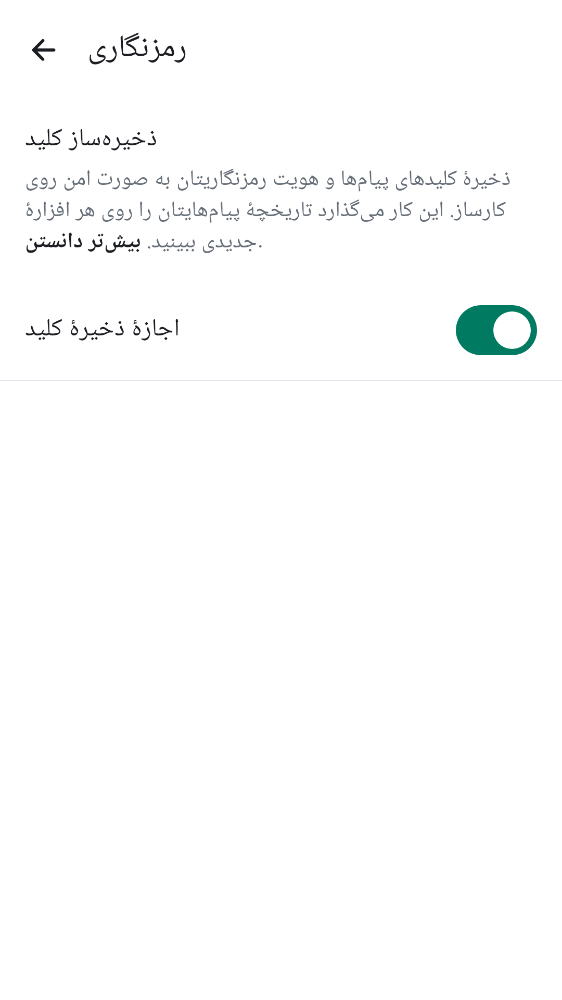 رمزنگاری
ذخیره‌ساز کلید
ذخیرهٔ کلیدهای پیام‌ها و هویت رمزنگاریتان به صورت امن روی
کارساز. این کار می‌گذارد تاریخچهٔ پیام‌هایتان را روی هر افزارهٔ
جدیدی ببینید. بیش‌تر دانستن.
اجازهٔ ذخیرهٔ کلید